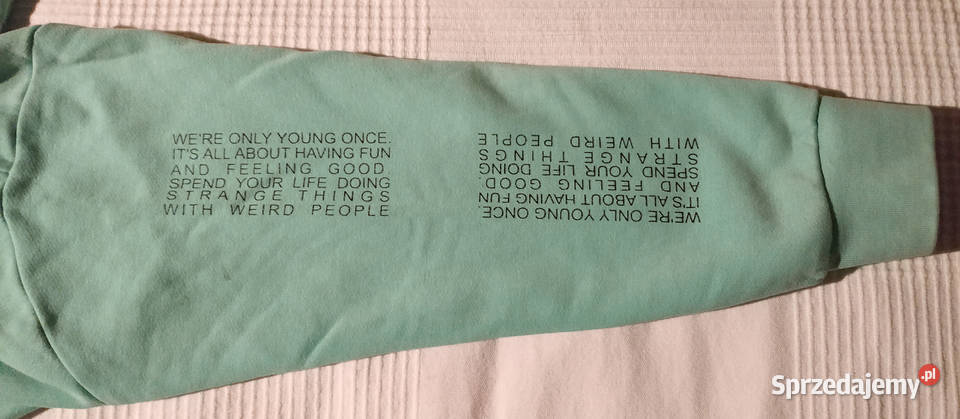 WE'RE ONLY YOUNG ONCE.
IT'S ALL ABOUT HAVING FUN
AND FEELING GOOD.
SPEND YOUR LIFE DOING
STRANGE THINGS
WITH WEIRD PEOPLE
WE'RE ONLY YOUNG ONCE.
IT'S ALL ABOUT HAVING FUN
AND FEELING GOOD.
SPEND YOUR LIFE DOING
STRANGE THINGS
WITH WEIRD PEOPLE
Sprzedajemy.pl